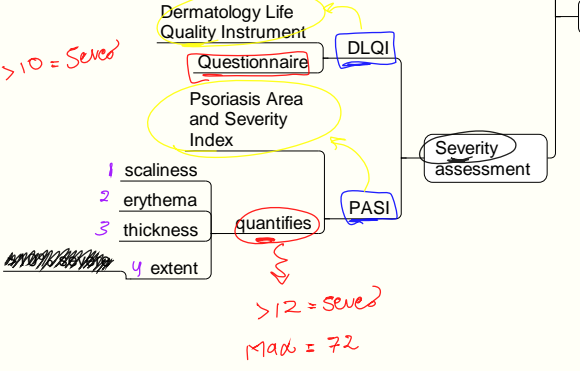 Dermatology Life
Quality Instrument
DLQI
Questionnaire
>10 = Severe
Psoriasis Area
and Severity
Index
Severity
assessment
1 scaliness
2 erythema
3 thickness
4 extent
quantifies
PASI
>12 = severe
Max = 72